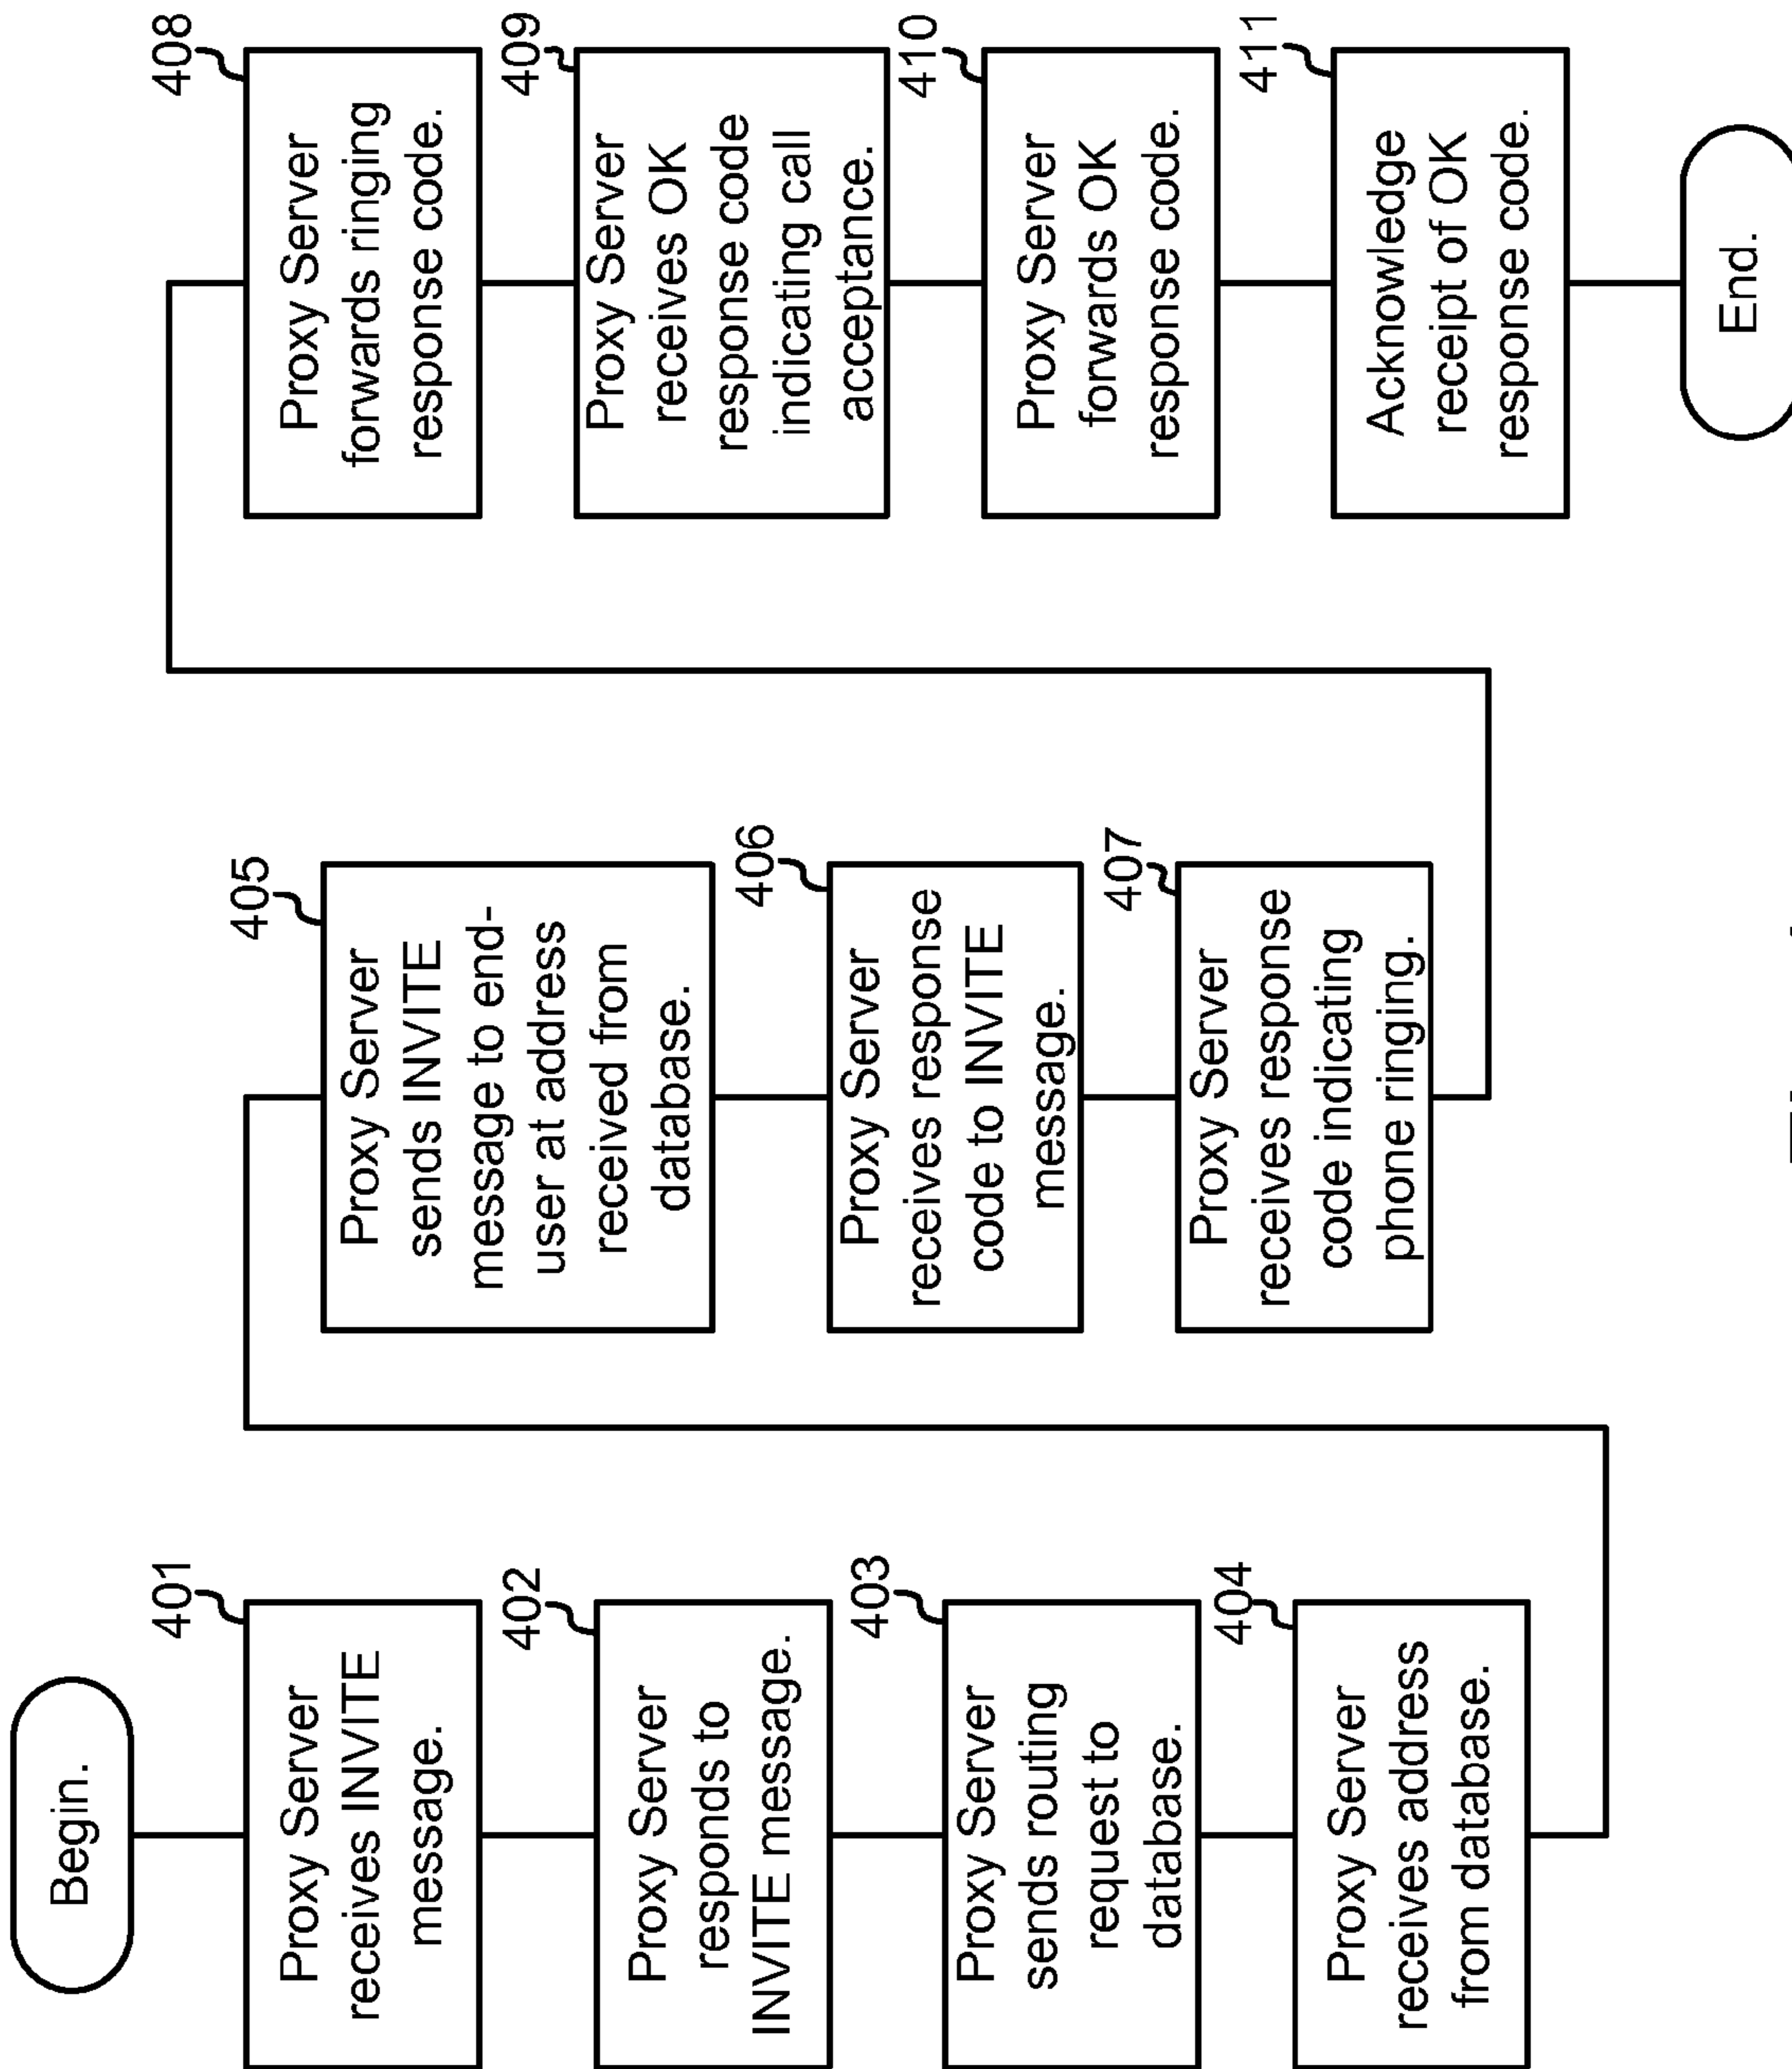 Begin.
401
Proxy Server
receives INVITE
message.
402
Proxy Server
responds to
INVITE message.
403
Proxy Server
sends routing
request to
database.
404
Proxy Server
receives address
from database.
405
Proxy Server
sends INVITE
message to end-
user at address
received from
database.
406
Proxy Server
receives response
code to INVITE
message.
407
Proxy Server
receives response
code indicating
phone ringing.
408
Proxy Server
forwards ringing
response code.
409
Proxy Server
receives OK
response code
indicating call
acceptance.
410
Proxy Server
forwards OK
response code.
411
Acknowledge
receipt of OK
response code.
End.